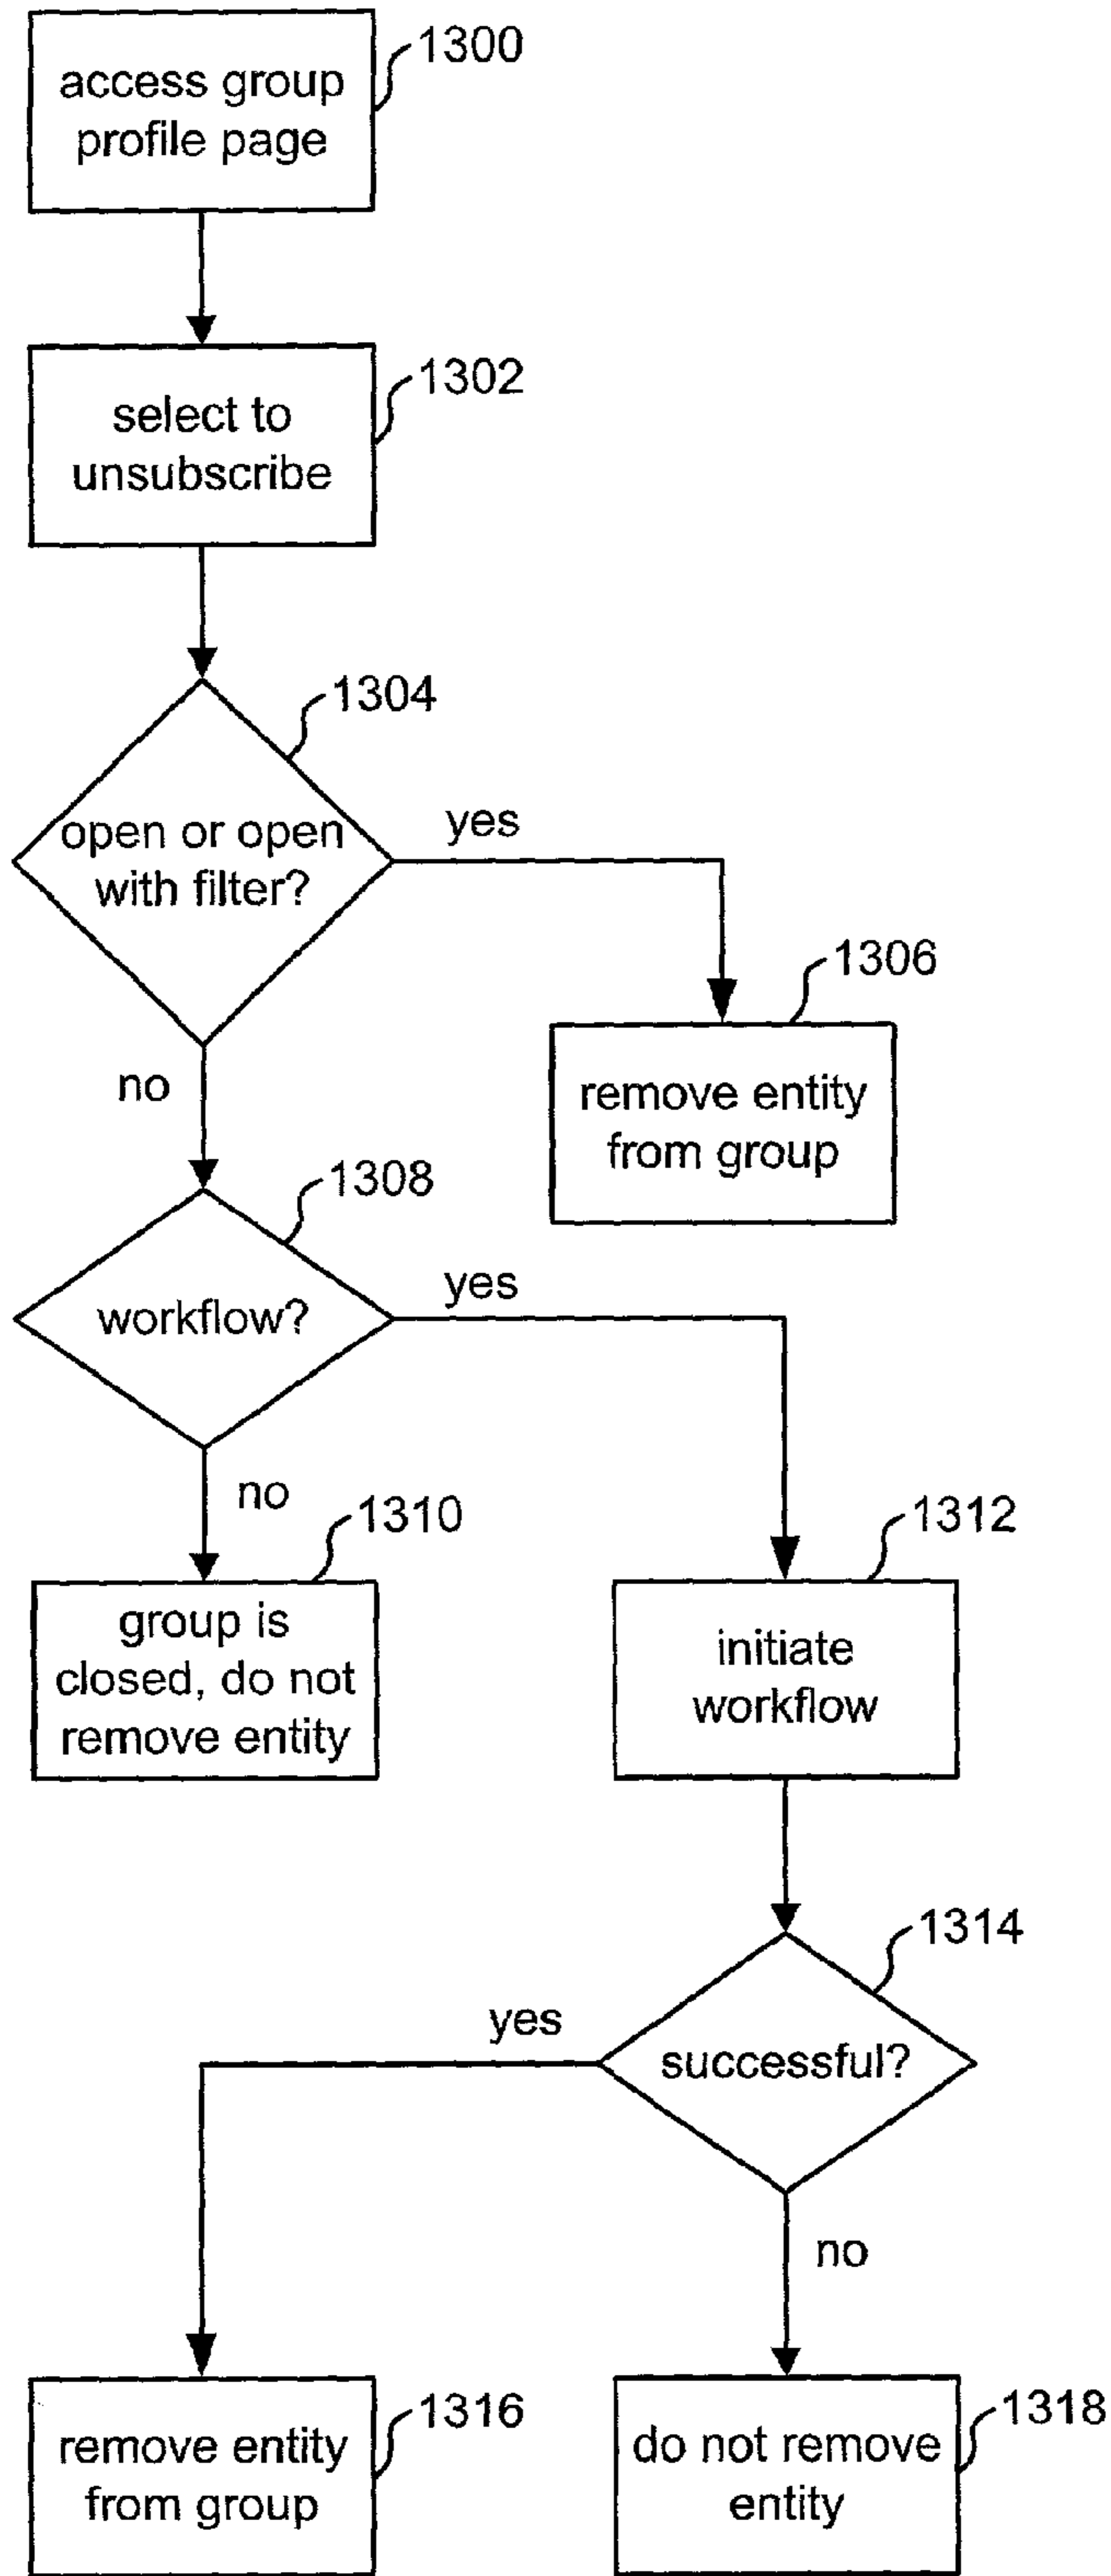 1300
access group
profile page
1302
select to
unsubscribe
1304
open or open
with filter?
yes
1306
remove entity
from group
no
1308
workflow?
yes
no
1310
group is
closed, do not
remove entity
1312
initiate
workflow
1314
successful?
yes
no
1316
remove entity
from group
1318
do not remove
entity